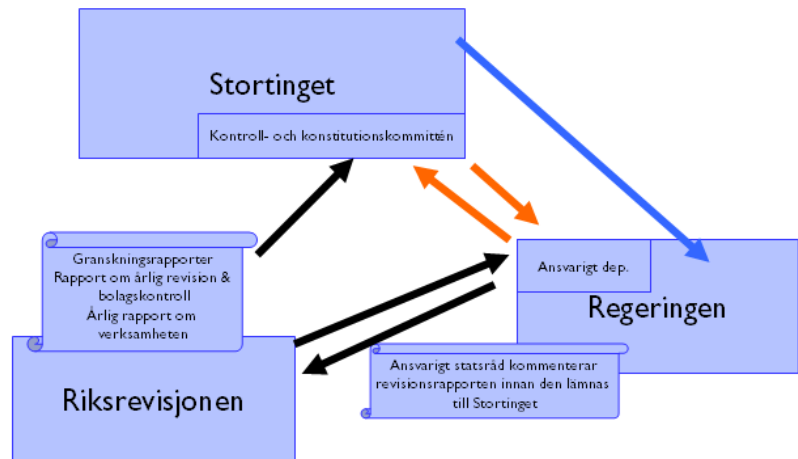 Stortinget
Kontroll- och konstitutionskommittén
Granskningsrapporter
Rapport om årlig revision &
bolagskontroll
Årlig rapport om
verksamheten
Ansvarigt dep.
Regeringen
Ansvarigt statsråd kommenterar
revisionsrapporten innan den lämnas
till Stortinget
Riksrevisjonen